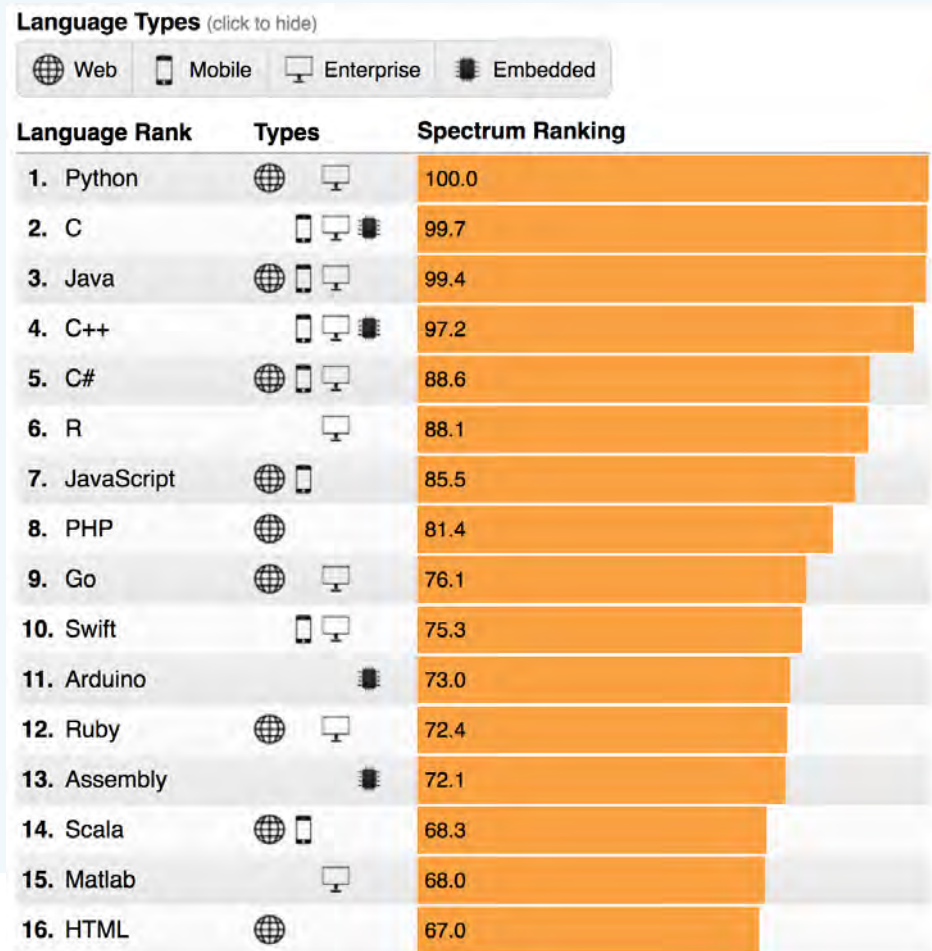 Language Types (click to hide)
Web Mobile Enterprise Embedded
Language Rank Types Spectrum Ranking
1. Python 100.0
2. C 99.7
3. Java 99.4
4. C++ 97.2
5. C# 88.6
6. R 88.1
7. JavaScript 85.5
8. PHP 81.4
9. Go 76.1
10. Swift 75.3
11. Arduino 73.0
12. Ruby 72.4
13. Assembly 72.1
14. Scala 68.3
15. Matlab 68.0
16. HTML 67.0